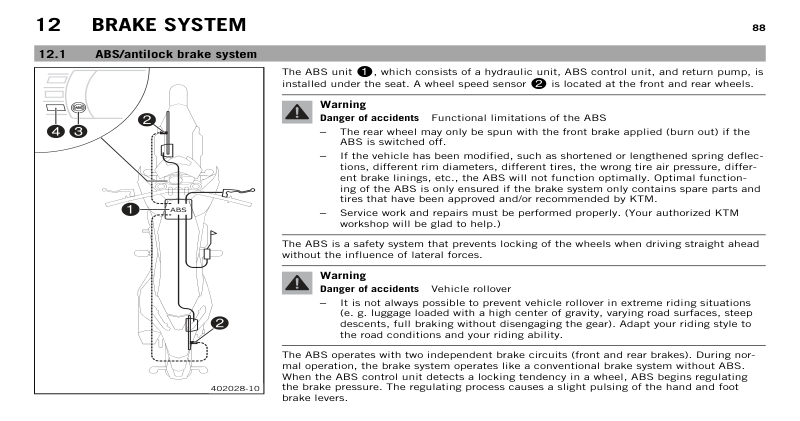 12 BRAKE SYSTEM 88
12.1 ABS/antilock brake system
4 3
2
1
ABS
2
402028-10
The ABS unit 1, which consists of a hydraulic unit, ABS control unit, and return pump, is
installed under the seat. A wheel speed sensor 2 is located at the front and rear wheels.
Warning
Danger of accidents Functional limitations of the ABS
– The rear wheel may only be spun with the front brake applied (burn out) if the
ABS is switched off.
– If the vehicle has been modified, such as shortened or lengthened spring deflec-
tions, different rim diameters, different tires, the wrong tire air pressure, differ-
ent brake linings, etc., the ABS will not function optimally. Optimal function-
ing of the ABS is only ensured if the brake system only contains spare parts and
tires that have been approved and/or recommended by KTM.
– Service work and repairs must be performed properly. (Your authorized KTM
workshop will be glad to help.)
The ABS is a safety system that prevents locking of the wheels when driving straight ahead
without the influence of lateral forces.
Warning
Danger of accidents Vehicle rollover
– It is not always possible to prevent vehicle rollover in extreme riding situations
(e. g. luggage loaded with a high center of gravity, varying road surfaces, steep
descents, full braking without disengaging the gear). Adapt your riding style to
the road conditions and your riding ability.
The ABS operates with two independent brake circuits (front and rear brakes). During nor-
mal operation, the brake system operates like a conventional brake system without ABS.
When the ABS control unit detects a locking tendency in a wheel, ABS begins regulating
the brake pressure. The regulating process causes a slight pulsing of the hand and foot
brake levers.